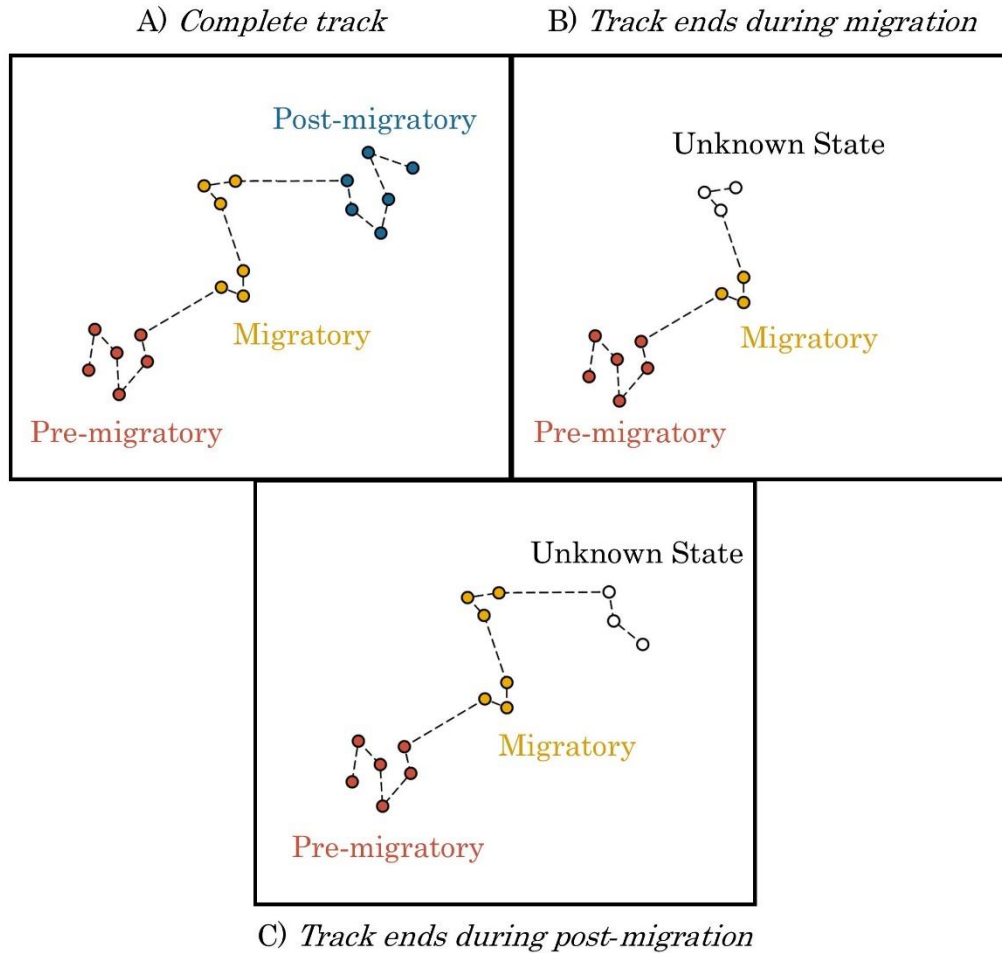 A) Complete track
B) Track ends during migration
Post-migratory
Migratory
Pre-migratory
Unknown State
Migratory
Pre-migratory
Unknown State
Migratory
Pre-migratory
C) Track ends during post-migration